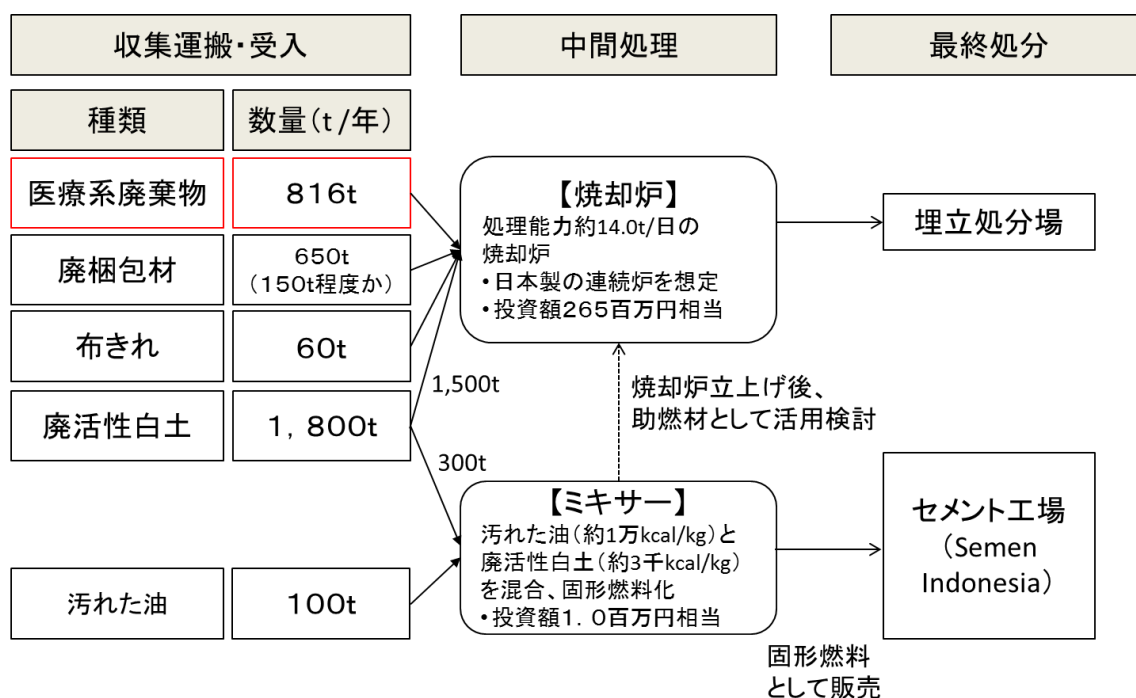 収集運搬・受入
中間処理
最終処分
種類
数量(t/年)
医療系廃棄物
816t
廃梱包材
650t
(150t程度か)
布きれ
60t
廃活性白土
1,800t
汚れた油
100t
1,500t
300t
【焼却炉】
処理能力約14.0t/日の
焼却炉
•日本製の連続炉を想定
•投資額265百万円相当
焼却炉立上げ後、
助燃材として活用検討
【ミキサー】
汚れた油(約1万kcal/kg)と
廃活性白土(約3千kcal/kg)
を混合、固形燃料化
•投資額1.0百万円相当
埋立処分場
セメント工場
(Semen
Indonesia)
固形燃料
として販売